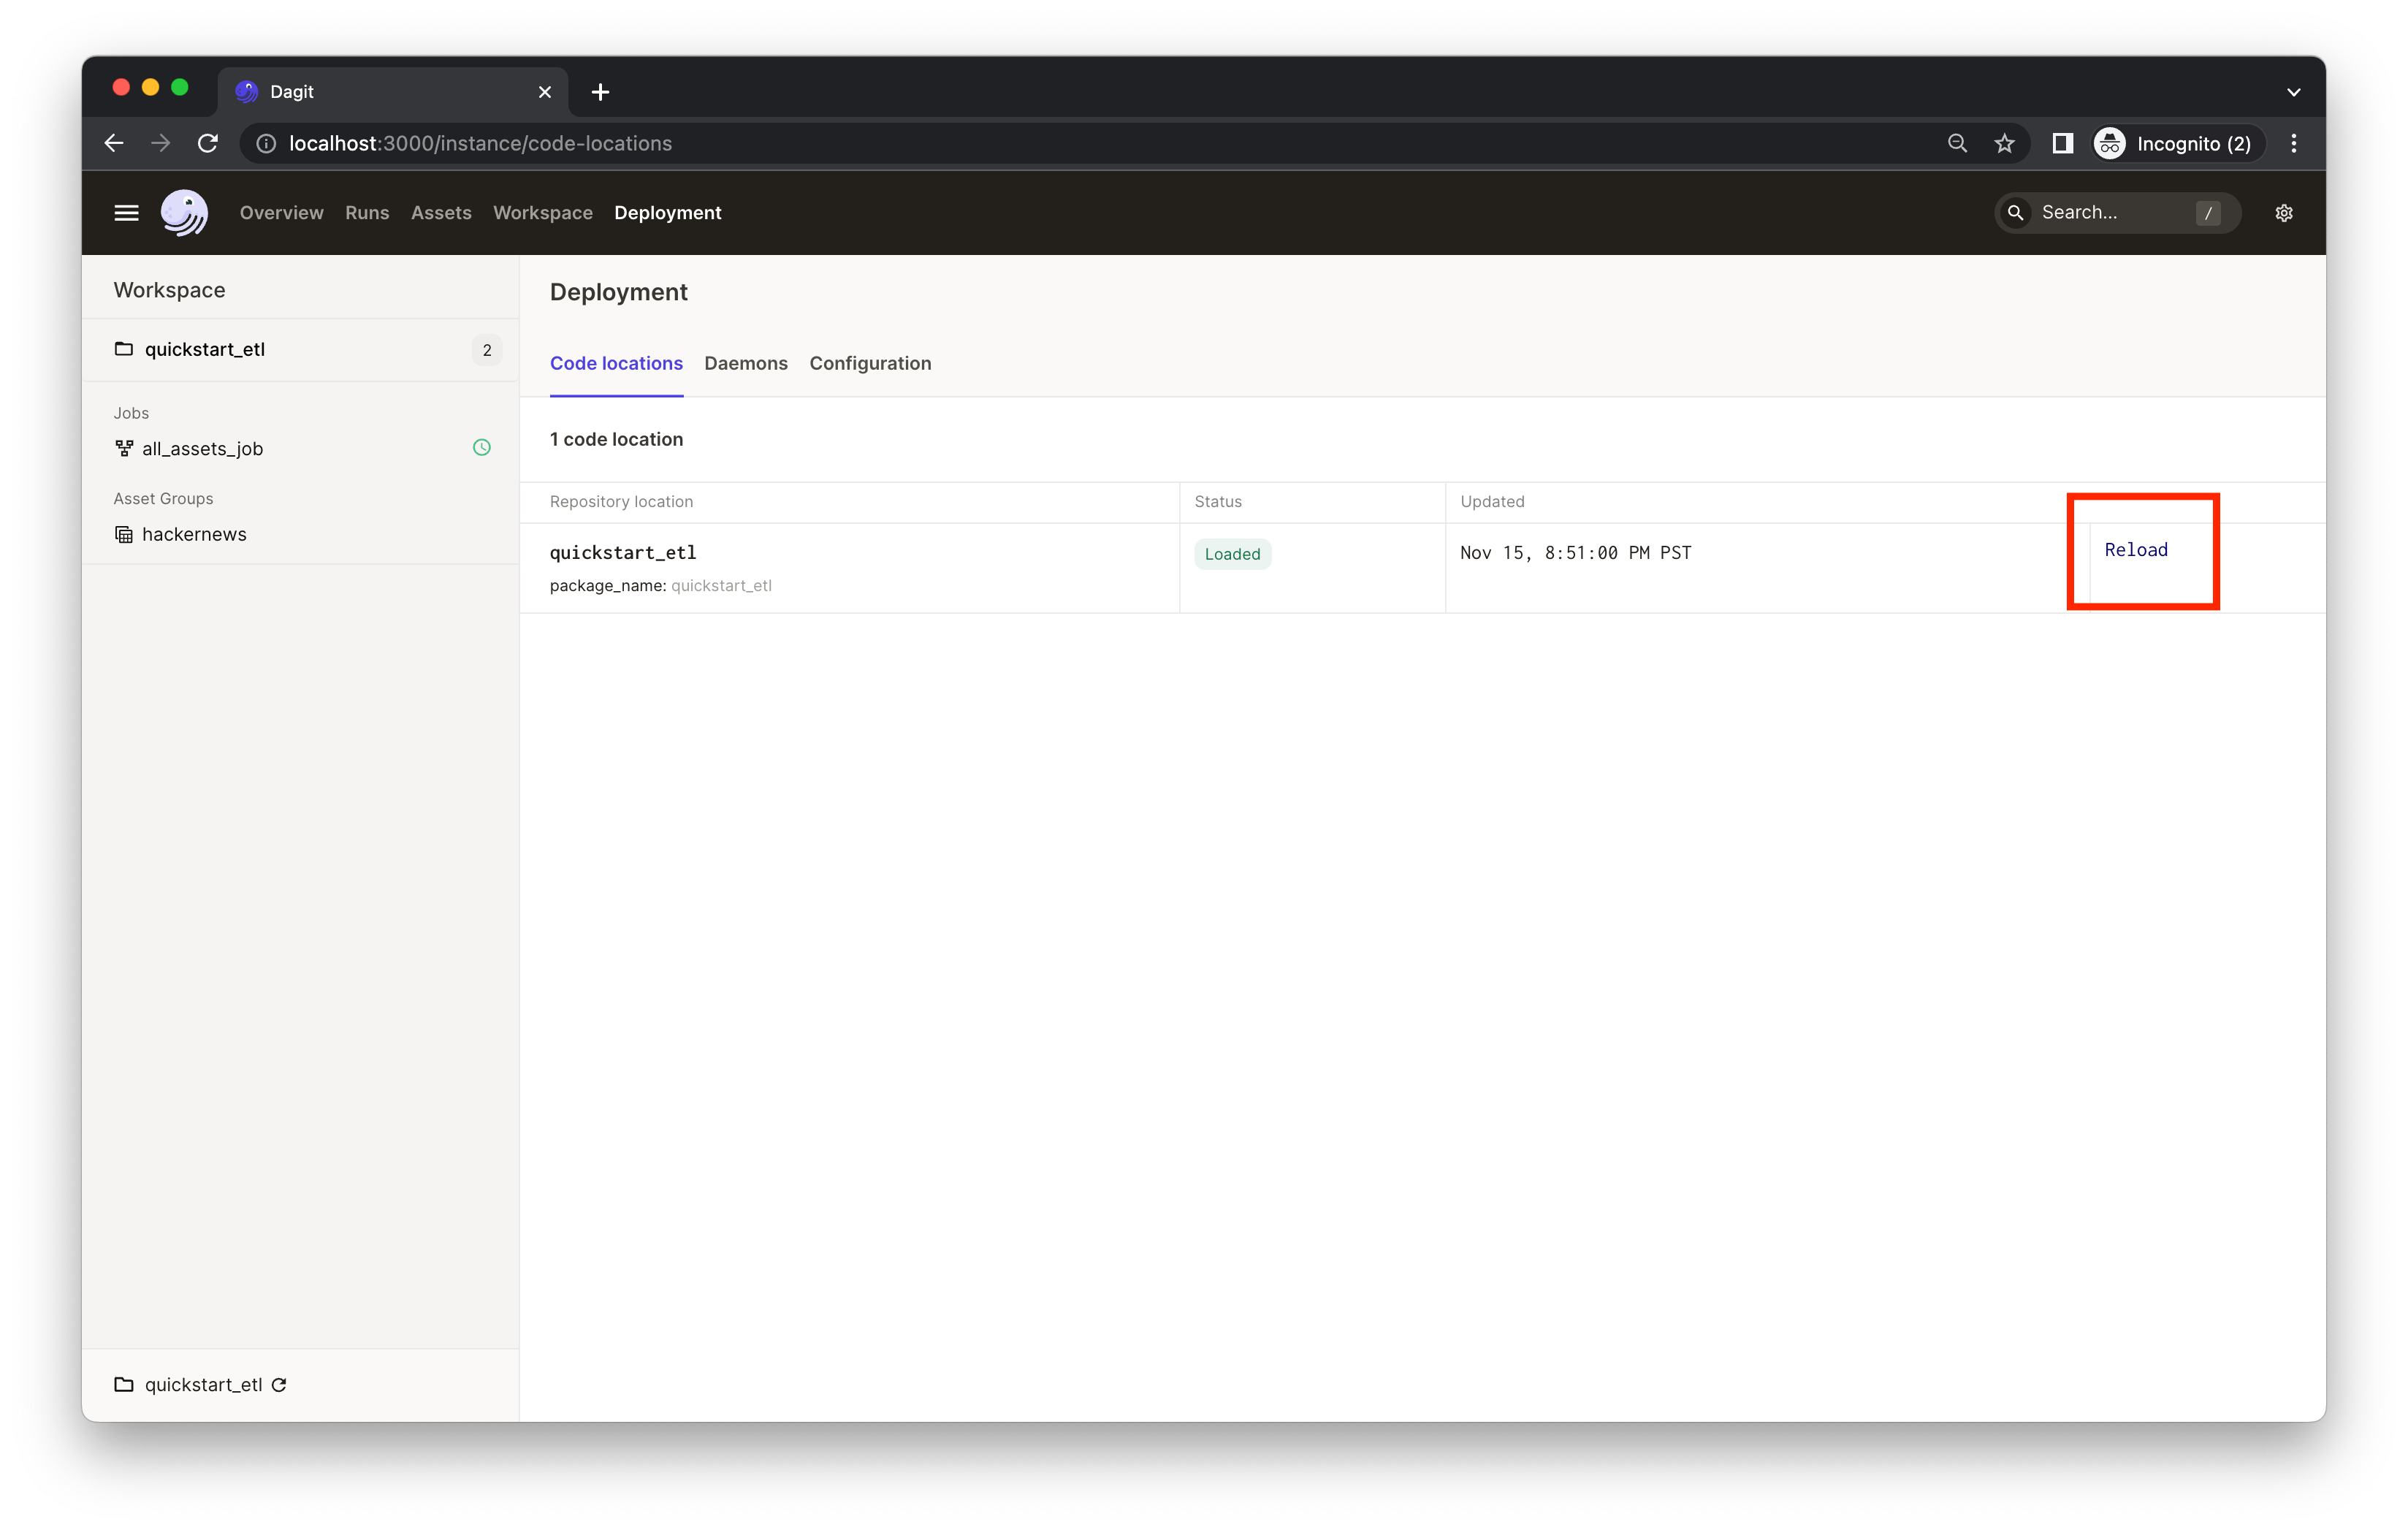 Dagit
localhost:3000/instance/code-locations
Incognito (2)
Overview Runs Assets Workspace Deployment
Search... /
Workspace
quickstart_etl 2
Jobs
all_assets_job
Asset Groups
hackernews
Deployment
Code locations Daemons Configuration
1 code location
Repository location Status Updated
quickstart_etl Loaded Nov 15, 8:51:00 PM PST Reload
package_name: quickstart_etl
quickstart_etl